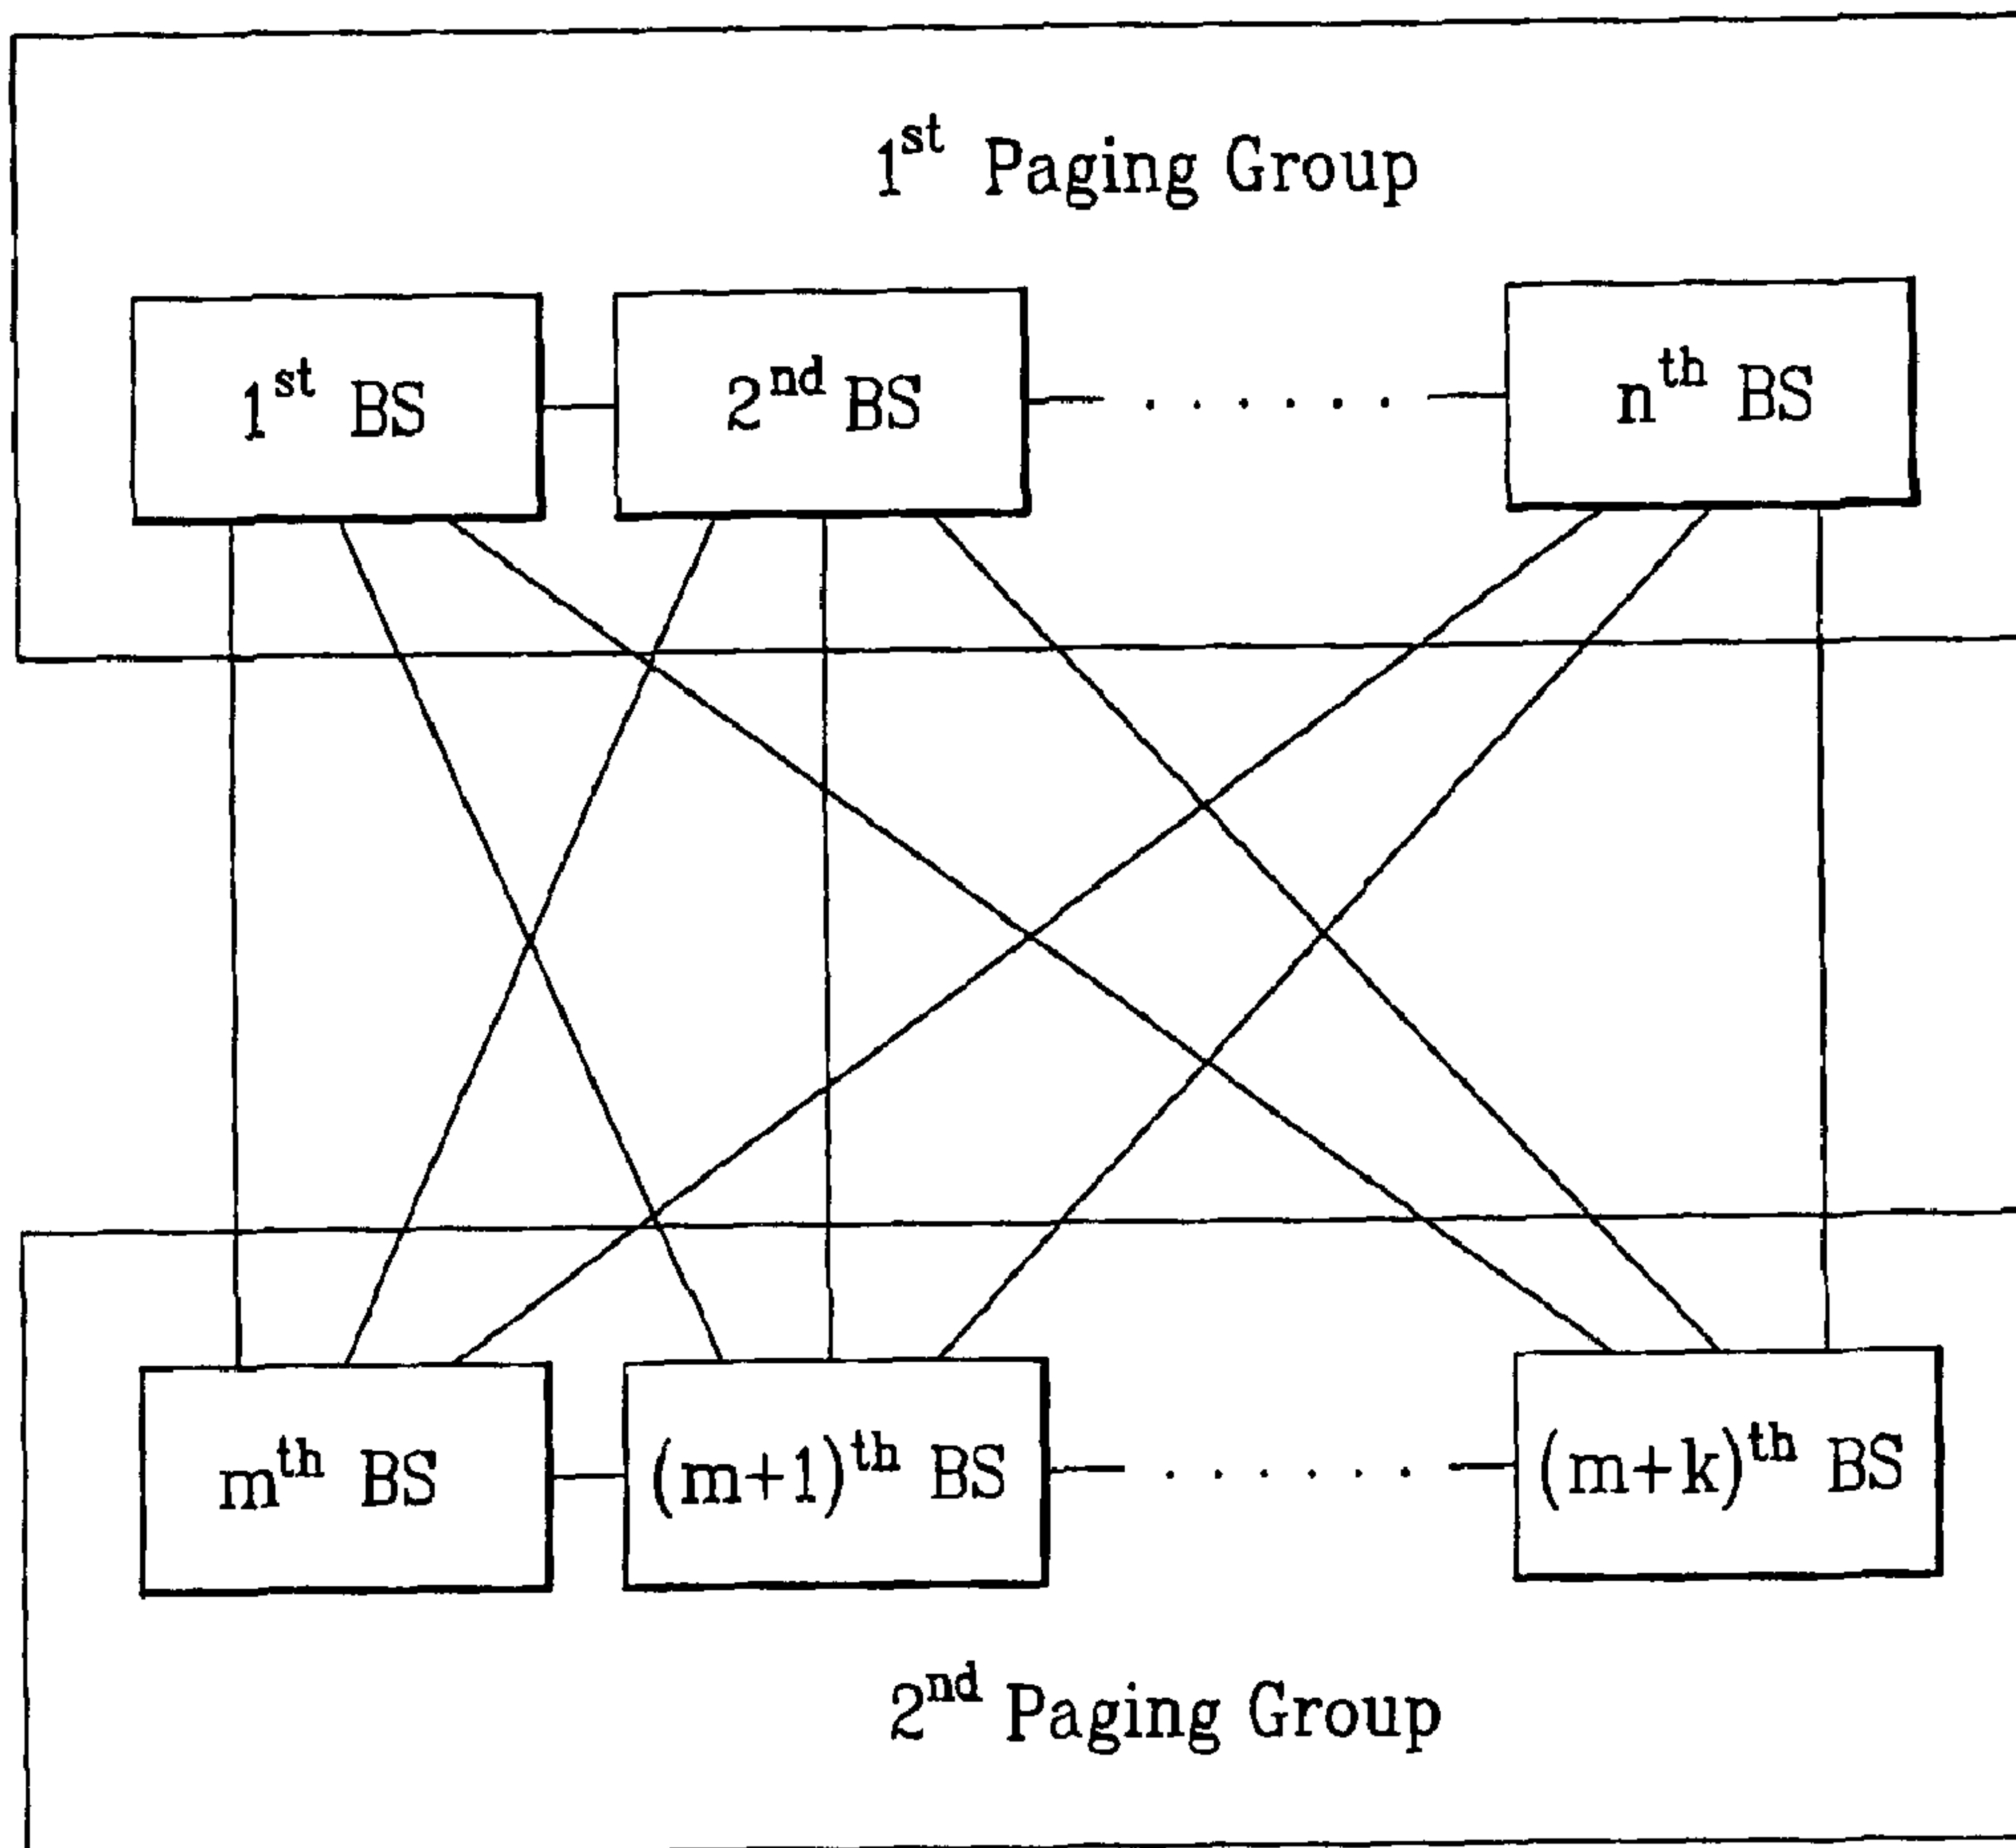 1st Paging Group
1st BS
2nd BS
nth BS
mth BS
(m+1)th BS
(m+k)th BS
2nd Paging Group